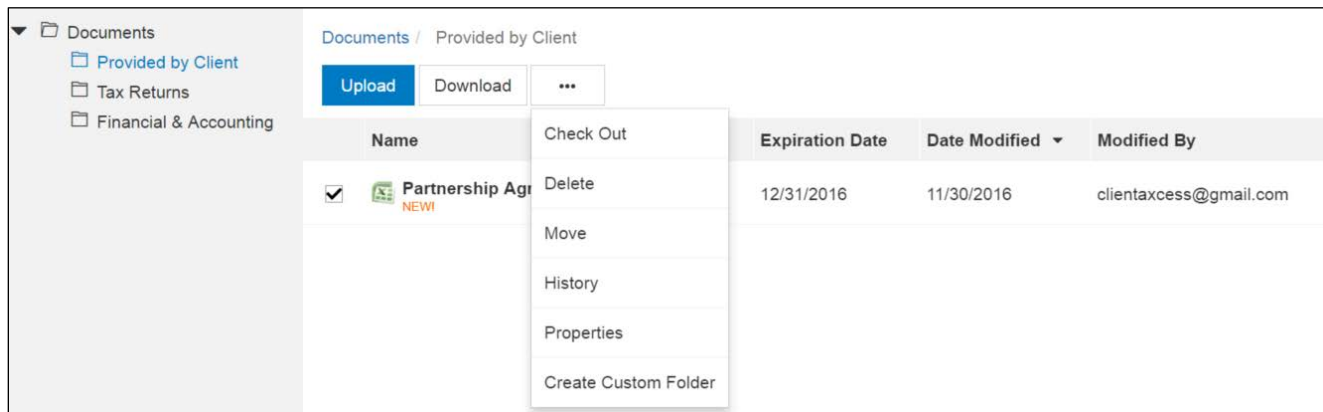 Documents
Provided by Client
Tax Returns
Financial & Accounting
Documents / Provided by Client
Upload Download •••
Name Expiration Date Date Modified Modified By
Partnership Agr 12/31/2016 11/30/2016 clientaxcess@gmail.com
NEW!
Check Out
Delete
Move
History
Properties
Create Custom Folder